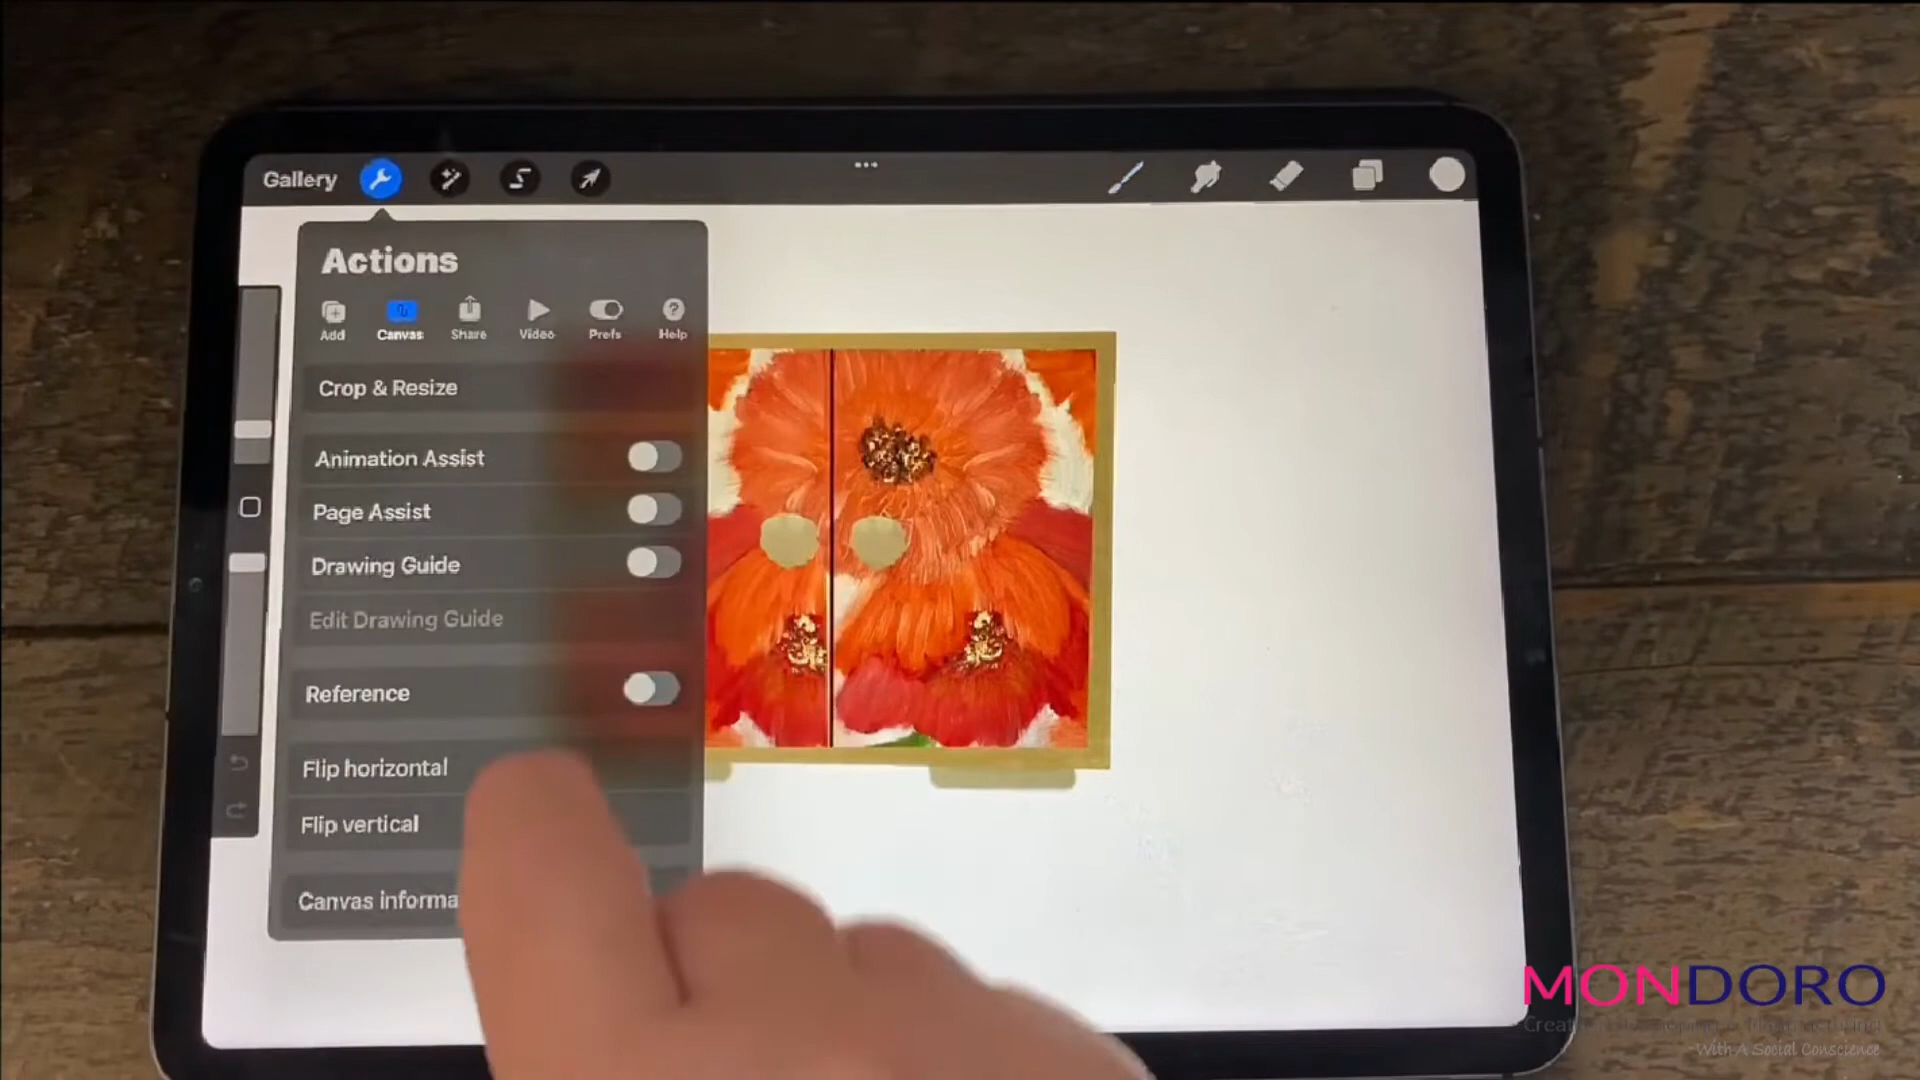 Gallery
Actions
Add Canvas Share Video Prefs Help
Crop & Resize
Animation Assist
Page Assist
Drawing Guide
Edit Drawing Guide
Reference
Flip horizontal
Flip vertical
Canvas informa
MONDORO
With A Social Conscience